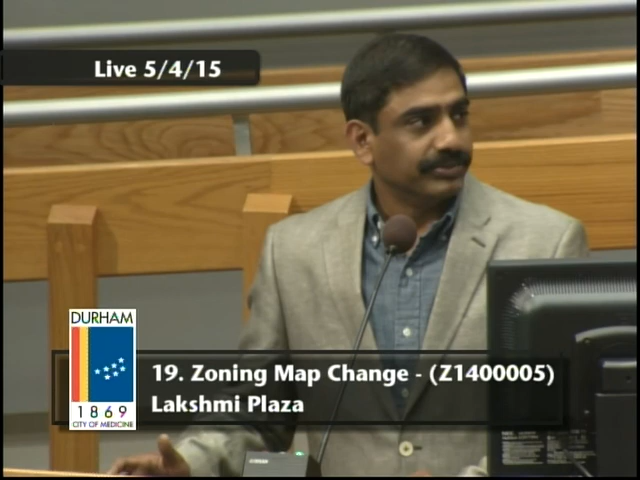 Live 5/4/15
DURHAM
1869
CITY OF MEDICINE
19. Zoning Map Change - (Z1400005)
Lakshmi Plaza